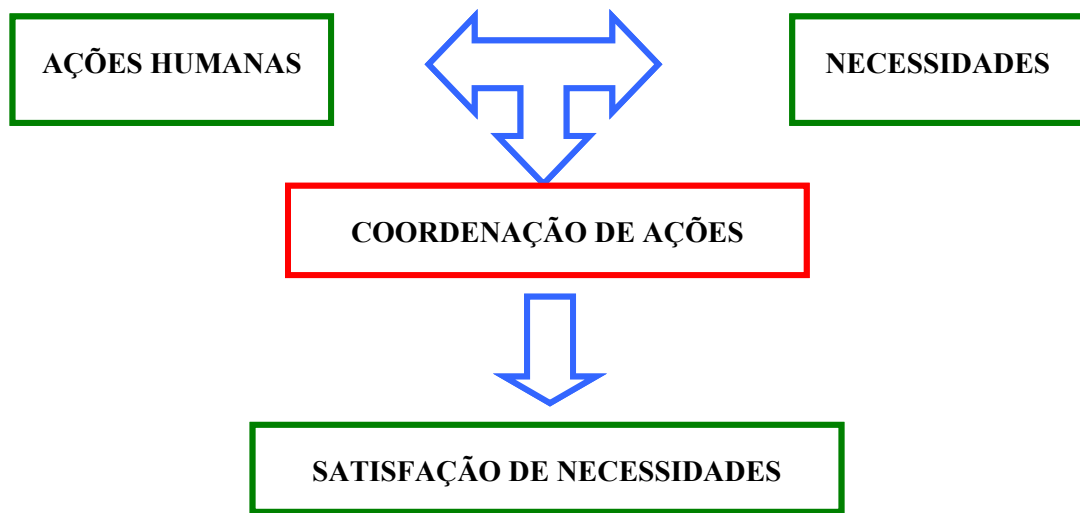 AÇÕES HUMANAS
NECESSIDADES
COORDENAÇÃO DE AÇÕES
SATISFAÇÃO DE NECESSIDADES